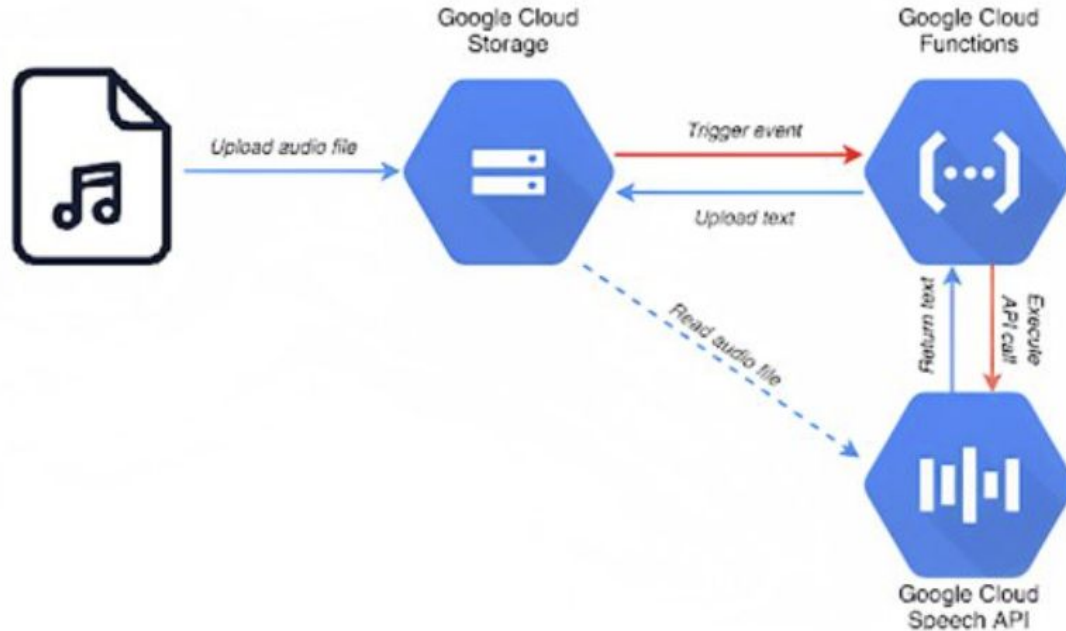 Google Cloud
Storage
Google Cloud
Functions
Upload audio file
Trigger event
Upload text
Read audio file
Return text
Execute
API call
Google Cloud
Speech API